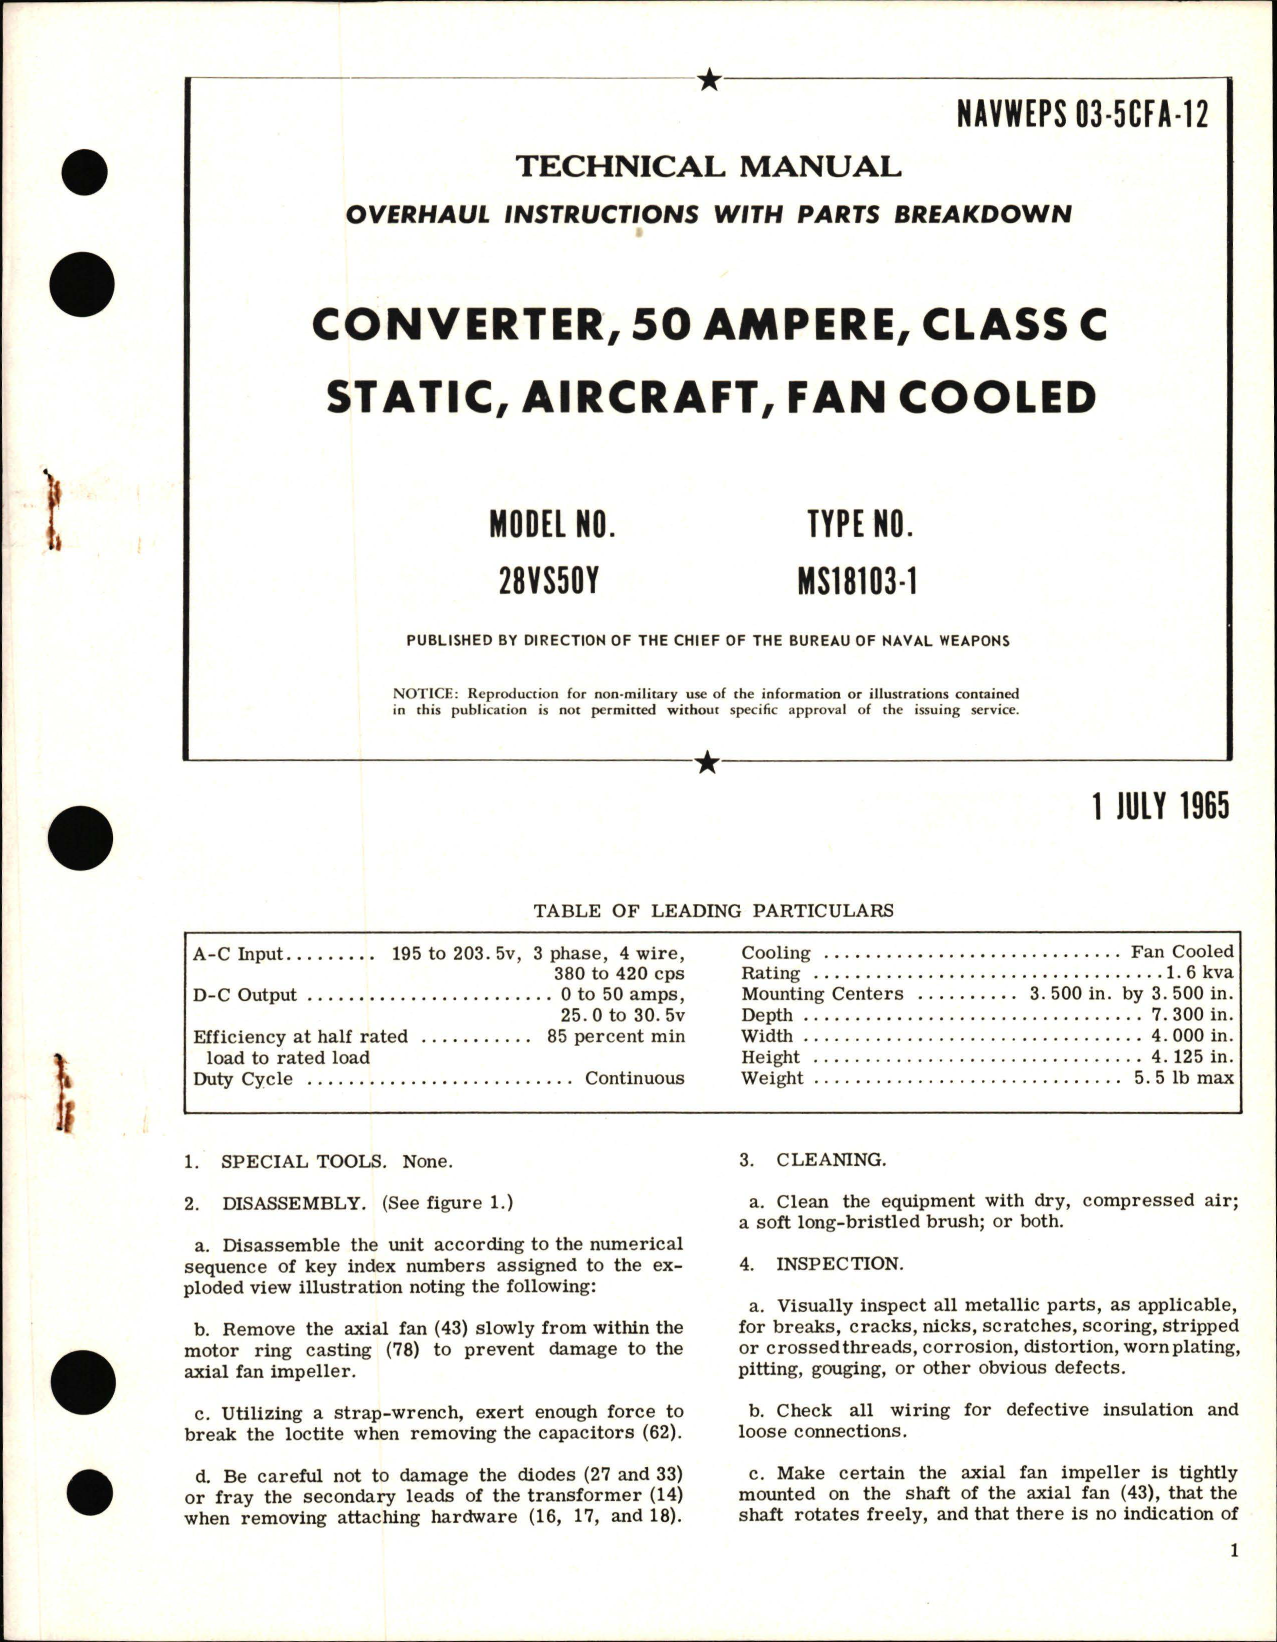 NAVWEPS 03-5CFA-12
TECHNICAL MANUAL
OVERHAUL INSTRUCTIONS WITH PARTS BREAKDOWN
CONVERTER, 50 AMPERE, CLASS C
STATIC, AIRCRAFT, FAN COOLED
MODEL NO.
28VS50Y
TYPE NO.
MS18103-1
PUBLISHED BY DIRECTION OF THE CHIEF OF THE BUREAU OF NAVAL WEAPONS
NOTICE: Reproduction for non-military use of the information or illustrations contained
in this publication is not permitted without specific approval of the issuing service.
1 JULY 1965
TABLE OF LEADING PARTICULARS
A-C Input......... 195 to 203.5v, 3 phase, 4 wire,
380 to 420 cps
D-C Output ........................ 0 to 50 amps,
25.0 to 30.5v
Efficiency at half rated ........... 85 percent min
load to rated load
Duty Cycle .......................... Continuous
Cooling ............................. Fan Cooled
Rating ..................................1.6 kva
Mounting Centers .......... 3.500 in. by 3.500 in.
Depth ................................. 7.300 in.
Width ................................. 4.000 in.
Height ................................ 4.125 in.
Weight .............................. 5.5 lb max
1. SPECIAL TOOLS. None.
2. DISASSEMBLY. (See figure 1.)
a. Disassemble the unit according to the numerical
sequence of key index numbers assigned to the ex-
ploded view illustration noting the following:
b. Remove the axial fan (43) slowly from within the
motor ring casting (78) to prevent damage to the
axial fan impeller.
c. Utilizing a strap-wrench, exert enough force to
break the loctite when removing the capacitors (62).
d. Be careful not to damage the diodes (27 and 33)
or fray the secondary leads of the transformer (14)
when removing attaching hardware (16, 17, and 18).
3. CLEANING.
a. Clean the equipment with dry, compressed air;
a soft long-bristled brush; or both.
4. INSPECTION.
a. Visually inspect all metallic parts, as applicable,
for breaks, cracks, nicks, scratches, scoring, stripped
or crossed threads, corrosion, distortion, worn plating,
pitting, gouging, or other obvious defects.
b. Check all wiring for defective insulation and
loose connections.
c. Make certain the axial fan impeller is tightly
mounted on the shaft of the axial fan (43), that the
shaft rotates freely, and that there is no indication of
1